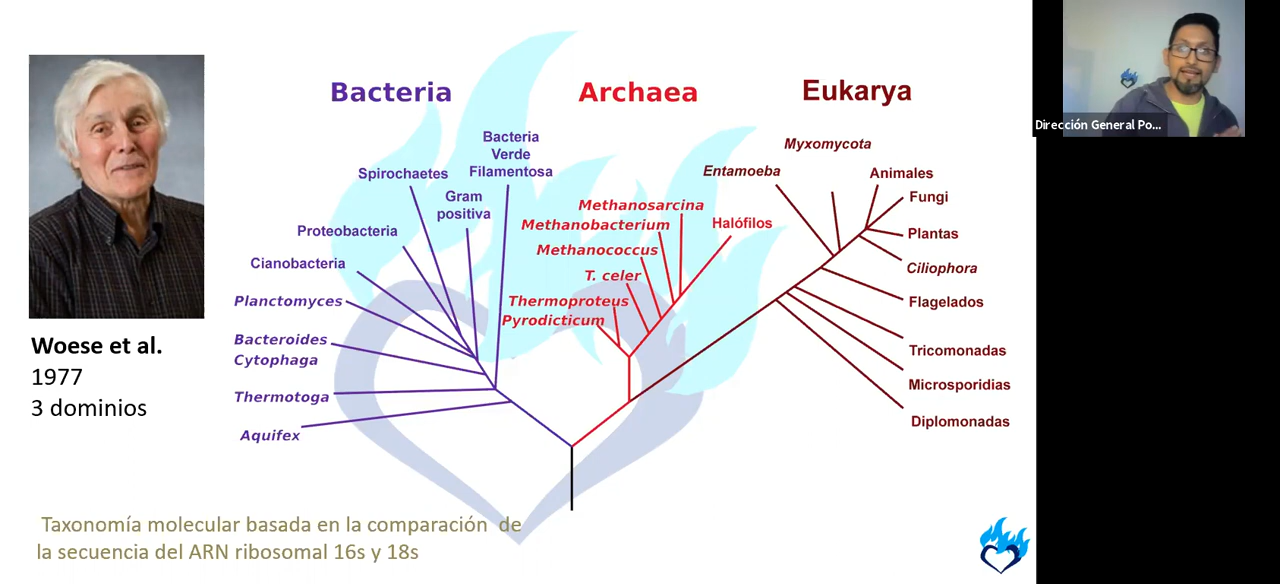 Bacteria
Archaea
Eukarya
Bacteria
Verde
Filamentosa
Spirochaetes
Gram
positiva
Proteobacteria
Cianobacteria
Planctomyces
Bacteroides
Cytophaga
Thermotoga
Aquifex
Methanosarcina
Methanobacterium
Halófilos
Methanococcus
T. celer
Thermoproteus
Pyrodicticum
Myxomycota
Entamoeba
Animales
Fungi
Plantas
Ciliophora
Flagelados
Tricomonadas
Microsporidias
Diplomonadas
Woese et al.
1977
3 dominios
Taxonomía molecular basada en la comparación de
la secuencia del ARN ribosomal 16s y 18s
Dirección General Po...